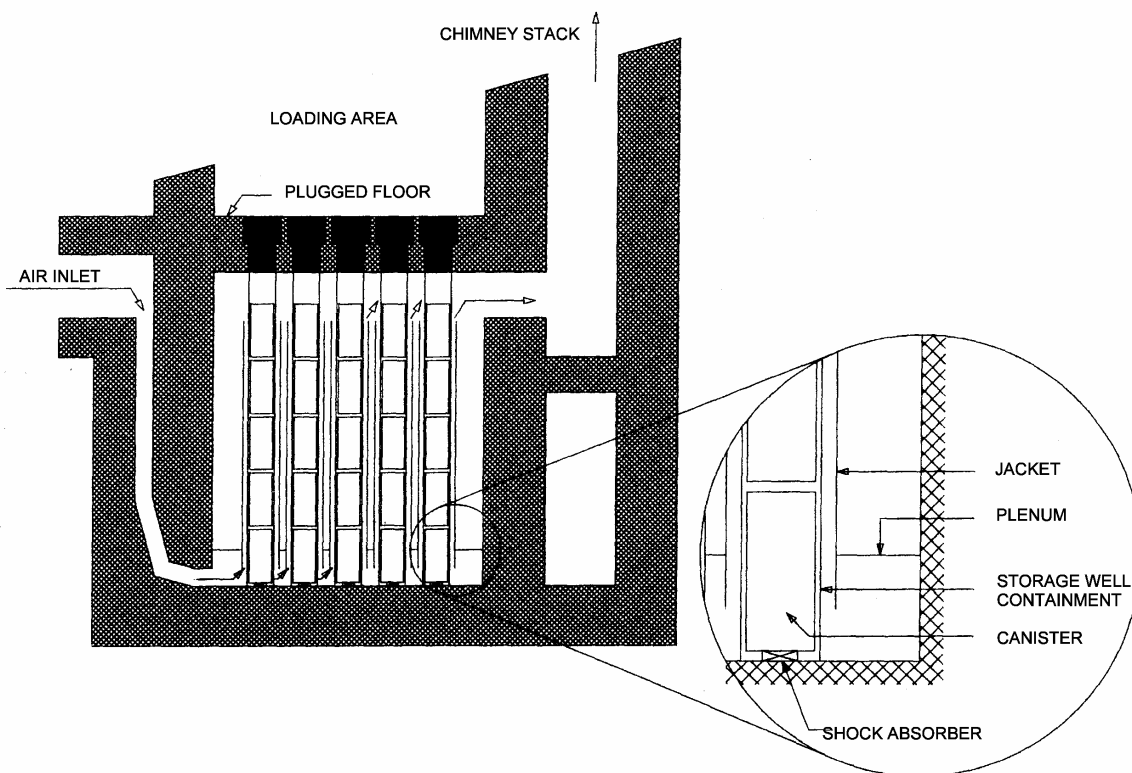 CHIMNEY STACK
LOADING AREA
PLUGGED FLOOR
AIR INLET
JACKET
PLENUM
STORAGE WELL
CONTAINMENT
CANISTER
SHOCK ABSORBER